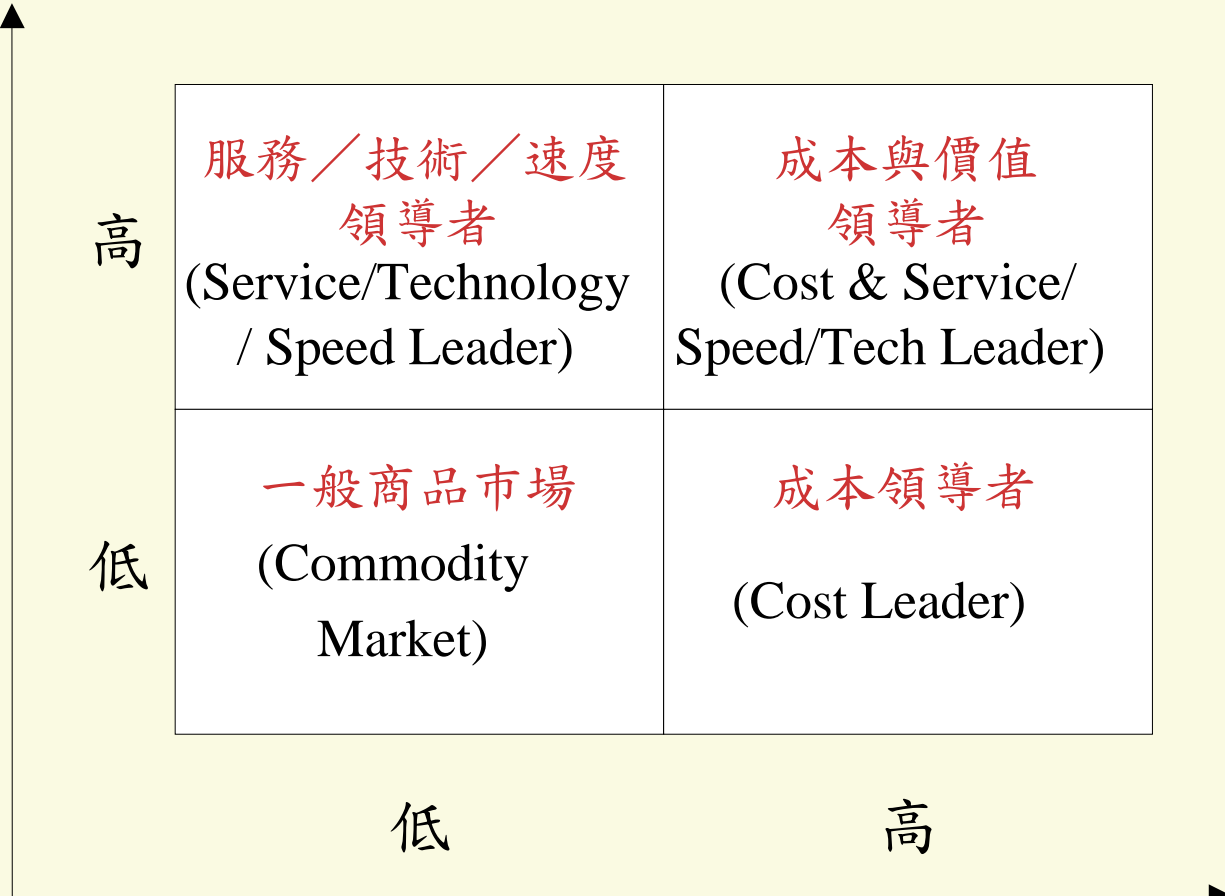 高
服務／技術／速度
領導者
(Service/Technology
/ Speed Leader)
成本與價值
領導者
(Cost & Service/
Speed/Tech Leader)
低
一般商品市場
(Commodity
Market)
成本領導者
(Cost Leader)
低
高